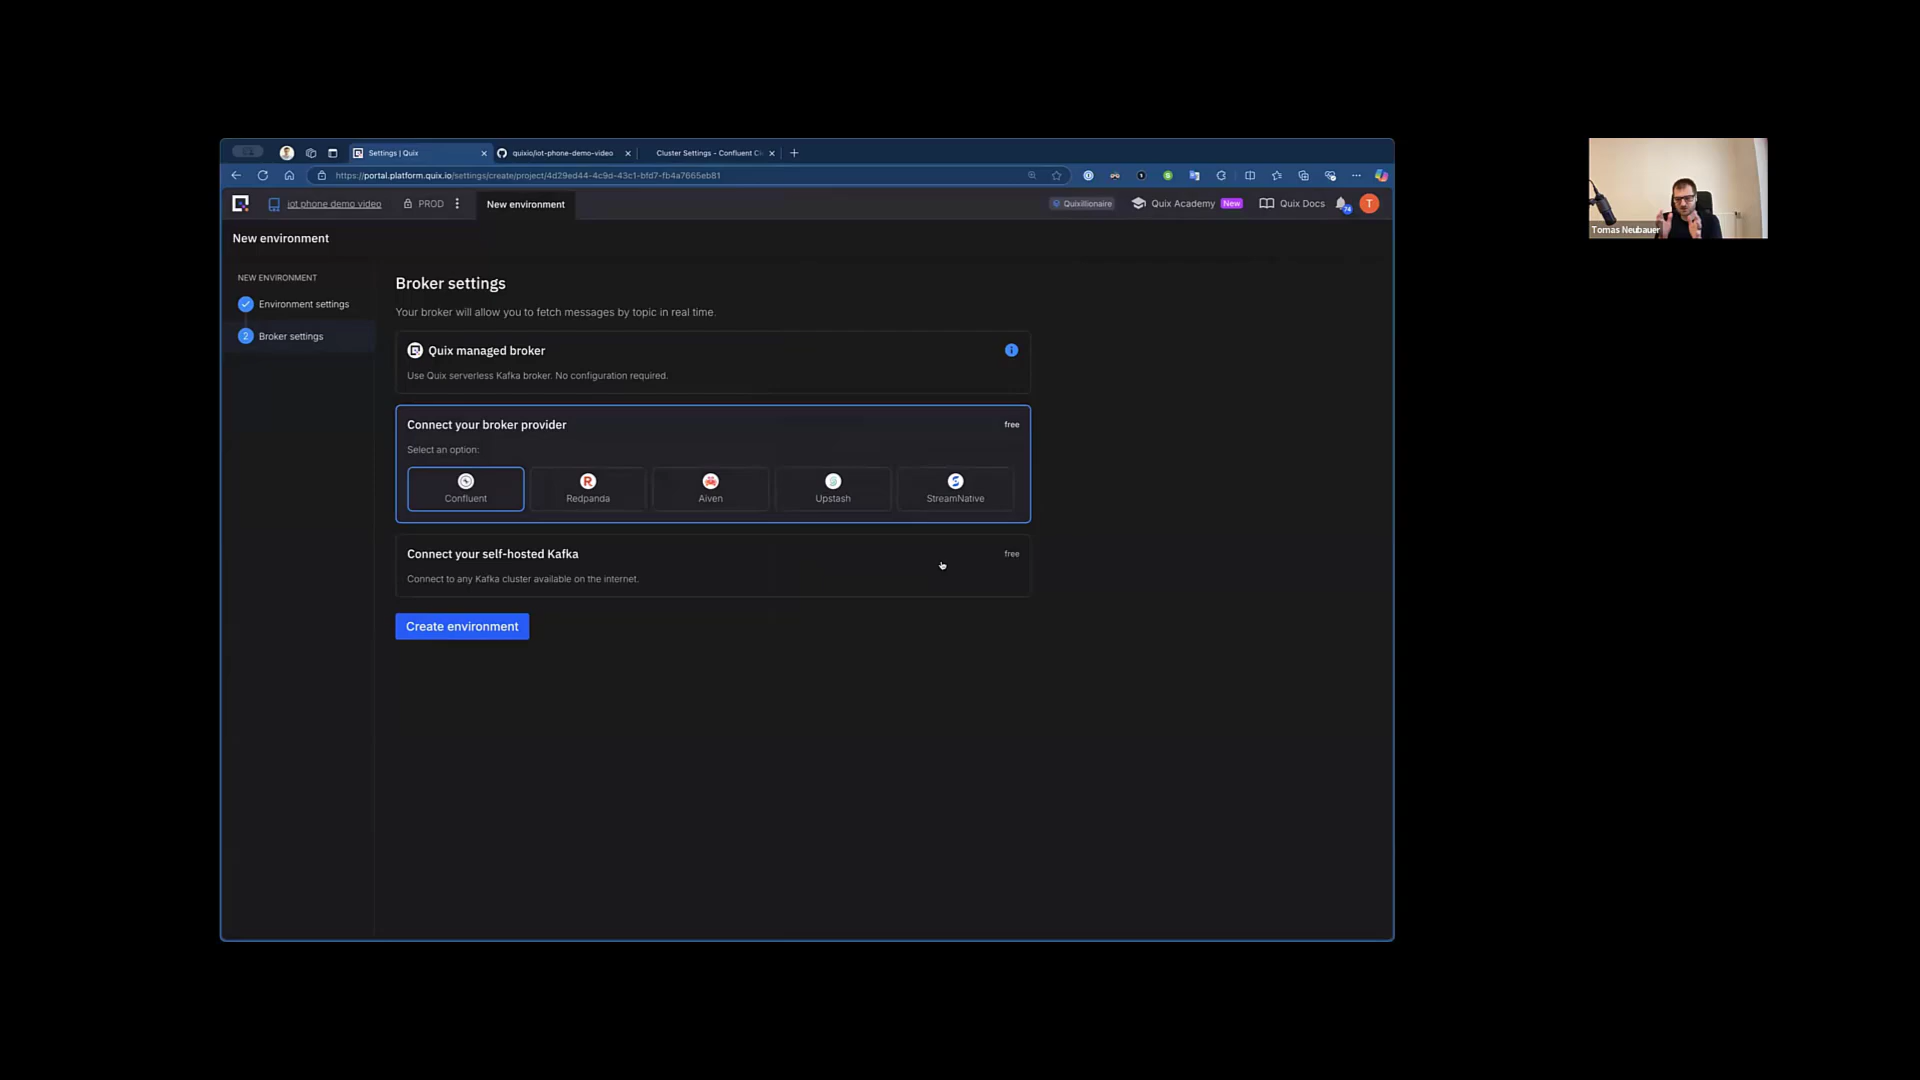 Settings | Quix
quixio/iot-phone-demo-video
Cluster Settings - Confluent C
https://portal.platform.quix.io/settings/create/project/4d29ed44-4c9d-43c1-bfd7-fb4a7665eb81
iot phone demo video
PROD
New environment
Quixillionaire
Quix Academy
New
Quix Docs
74
T
New environment
NEW ENVIRONMENT
Environment settings
2
Broker settings
Broker settings
Your broker will allow you to fetch messages by topic in real time.
Quix managed broker
Use Quix serverless Kafka broker. No configuration required.
Connect your broker provider
free
Select an option:
Confluent
Redpanda
Aiven
Upstash
StreamNative
Connect your self-hosted Kafka
free
Connect to any Kafka cluster available on the internet.
Create environment
Tomas Neubauer